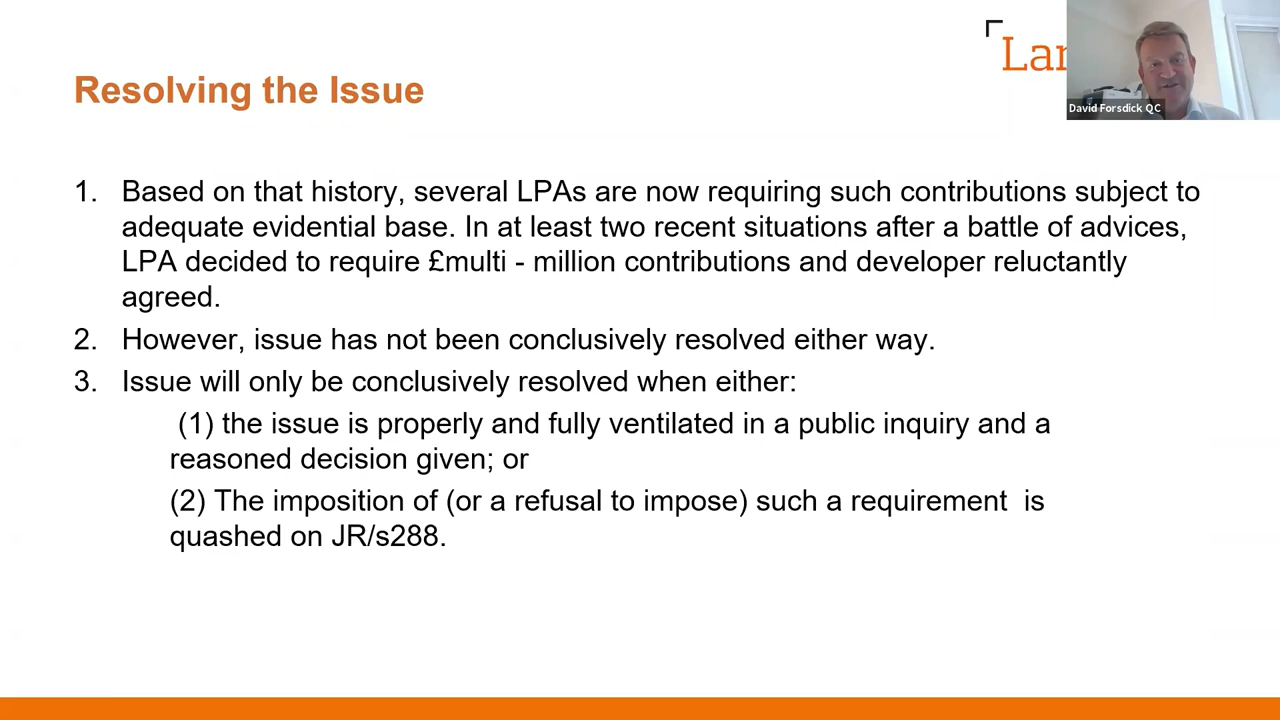 Lar
David Forsdick QC
Resolving the Issue
1. Based on that history, several LPAs are now requiring such contributions subject to
adequate evidential base. In at least two recent situations after a battle of advices,
LPA decided to require £multi - million contributions and developer reluctantly
agreed.
2. However, issue has not been conclusively resolved either way.
3. Issue will only be conclusively resolved when either:
(1) the issue is properly and fully ventilated in a public inquiry and a
reasoned decision given; or
(2) The imposition of (or a refusal to impose) such a requirement is
quashed on JR/s288.